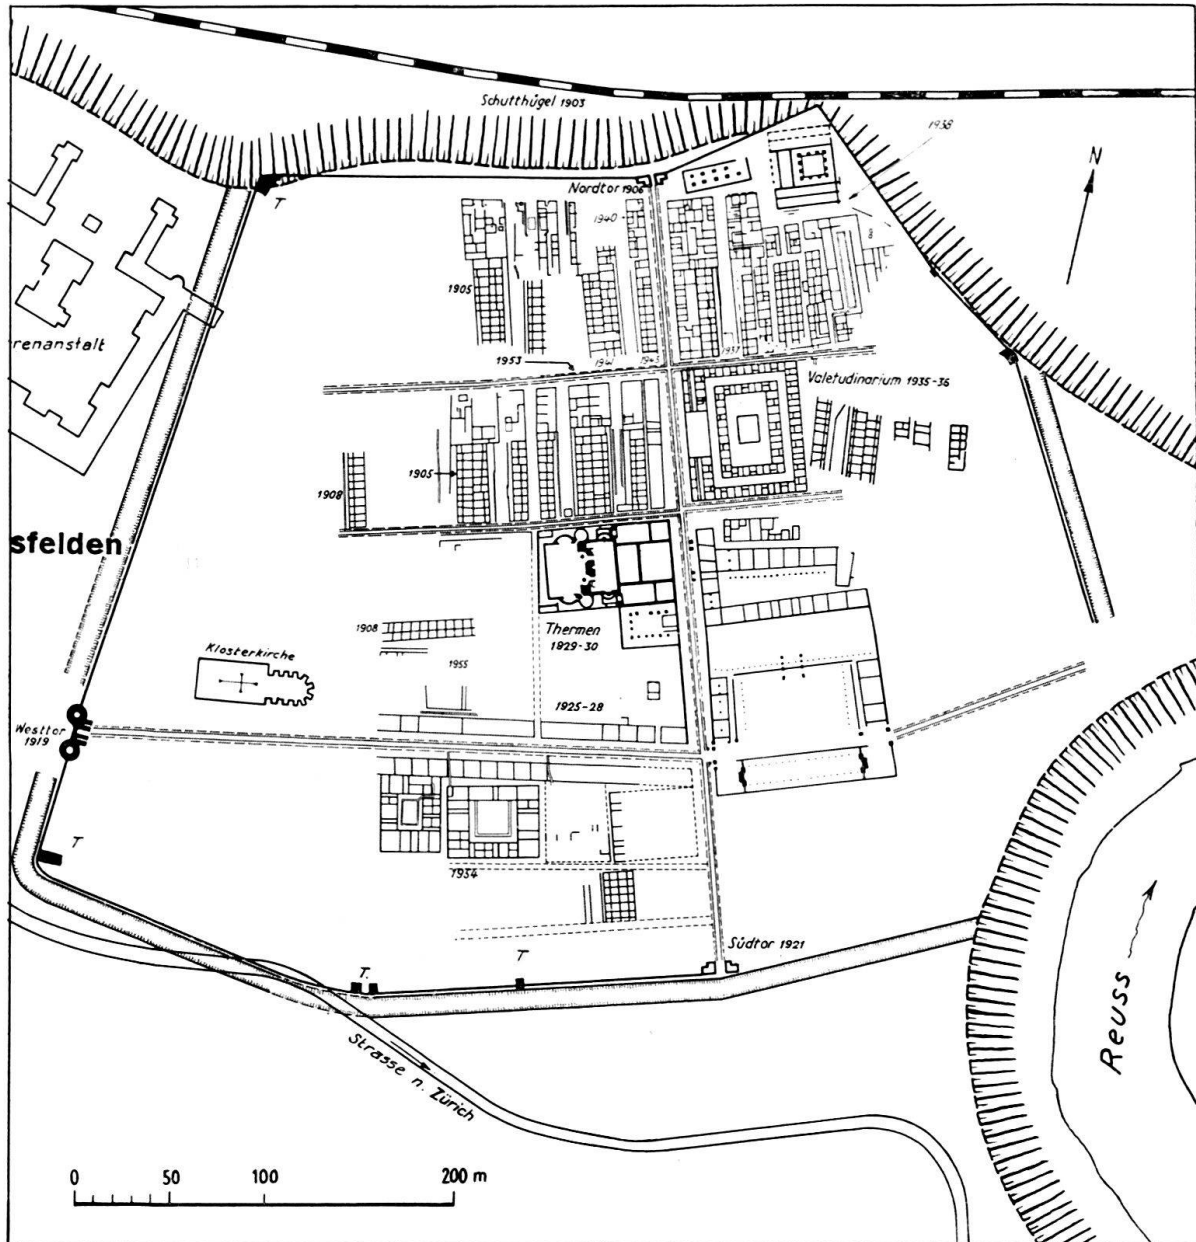 Schutthügel 1903
1938
N
Nordtor 1906
T
1940
1905
renanstalt
1953
1941
1943
1937
Valetudinarium 1935-36
1905
1908
sfelden
1908
Thermen
1929-30
Klosterkirche
1955
1925-28
Westtor
1919
T
1934
Südtor 1921
T.
T
Strasse n. Zürich
Reuss
0 50 100 200 m